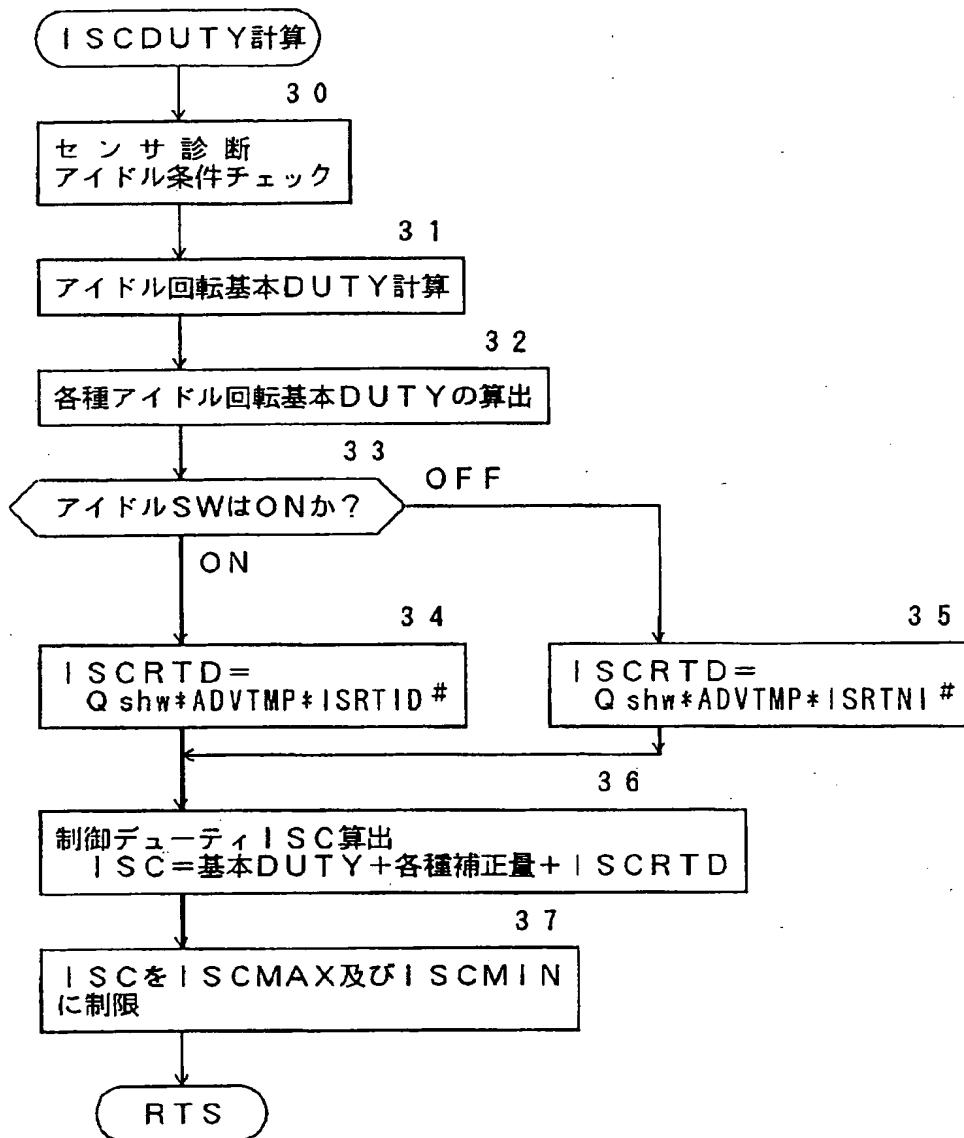 ISCDUTY計算
30
センサ診断
アイドル条件チェック
31
アイドル回転基本DUTY計算
32
各種アイドル回転基本DUTYの算出
33
アイドルSWはONか?
OFF
ON
34
ISCRTD=
Qshw*ADVTMP*ISRTID#
35
ISCRTD=
Qshw*ADVTMP*ISRTNI#
36
制御デューティISC算出
ISC=基本DUTY+各種補正量+ISCRTD
37
ISCをISCMAX及びISCMIN
に制限
RTS